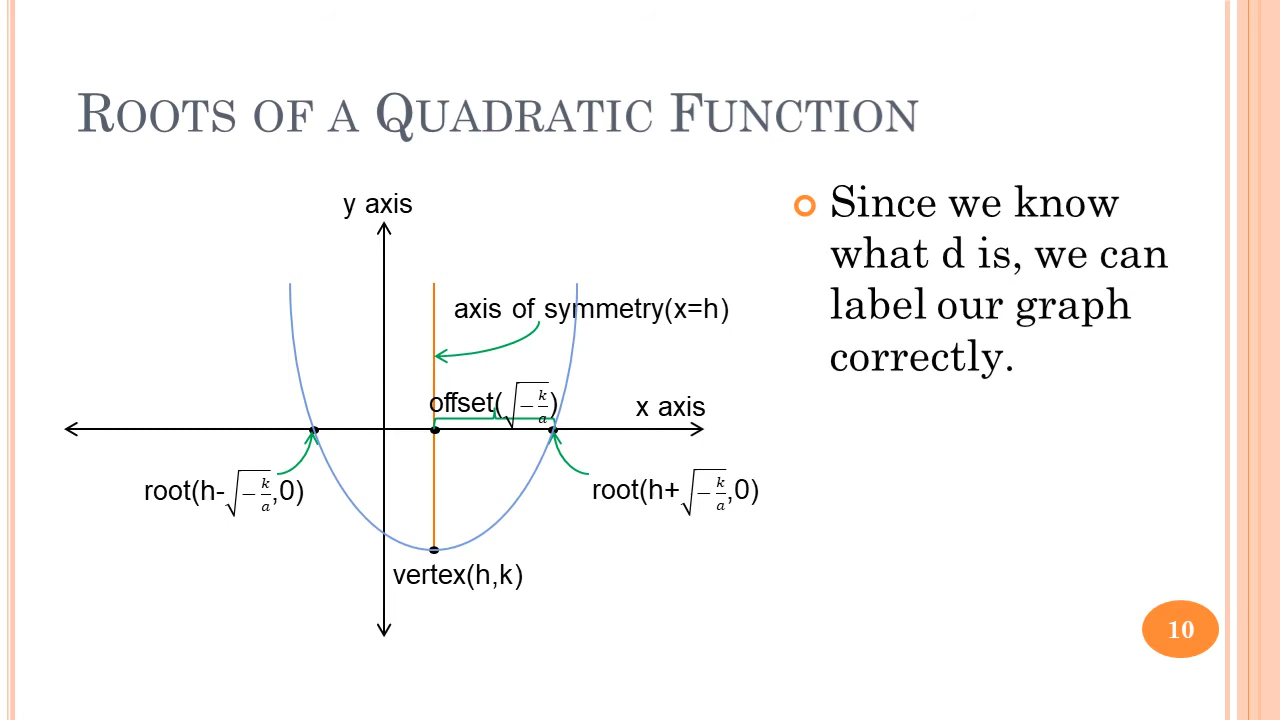 ROOTS OF A QUADRATIC FUNCTION
y axis
axis of symmetry(x=h)
offset(√−k/a)
x axis
root(h-√−k/a,0)
root(h+√−k/a,0)
vertex(h,k)
Since we know
what d is, we can
label our graph
correctly.
10